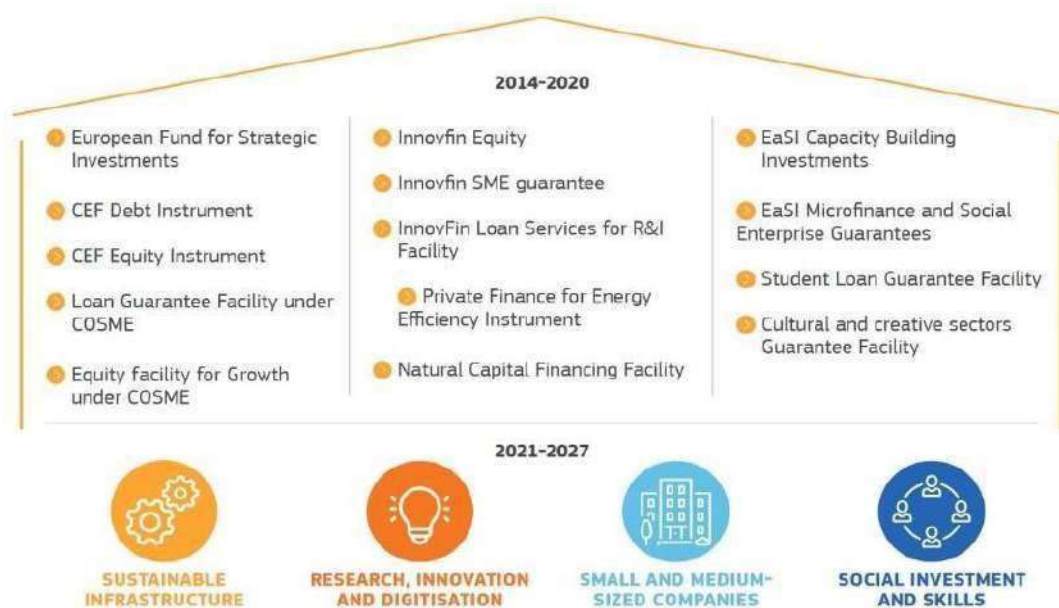 2014-2020
European Fund for Strategic
Investments
CEF Debt Instrument
CEF Equity Instrument
Loan Guarantee Facility under
COSME
Equity facility for Growth
under COSME
Innovfin Equity
Innovfin SME guarantee
InnovFin Loan Services for R&I
Facility
Private Finance for Energy
Efficiency Instrument
Natural Capital Financing Facility
EaSI Capacity Building
Investments
EaSI Microfinance and Social
Enterprise Guarantees
Student Loan Guarantee Facility
Cultural and creative sectors
Guarantee Facility
2021-2027
SUSTAINABLE
INFRASTRUCTURE
RESEARCH, INNOVATION
AND DIGITISATION
SMALL AND MEDIUM-
SIZED COMPANIES
SOCIAL INVESTMENT
AND SKILLS